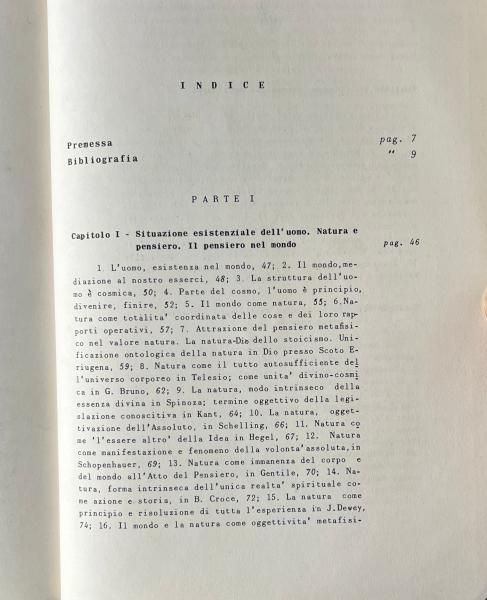 I N D I C E
Premessa pag. 7
Bibliografia " 9
P A R T E I
Capitolo I - Situazione esistenziale dell'uomo. Natura e
pensiero. Il pensiero nel mondo pag. 46
1. L'uomo, esistenza nel mondo, 47; 2. Il mondo,me-
diazione al nostro esserci, 48; 3. La struttura dell'uo-
mo è cosmica, 50; 4. Parte del cosmo, l'uomo è principio,
divenire, finire, 52; 5. Il mondo come natura, 55; 6.Na-
tura come totalita' coordinata delle cose e dei loro rap
porti operativi, 57; 7. Attrazione del pensiero metafisi-
co nel valore natura. La natura-Dio dello stoicismo. Uni-
ficazione ontologica della natura in Dio presso Scoto E-
riugena, 59; 8. Natura come il tutto autosufficiente del
l'universo corporeo in Telesio; come unita' divino-cosmi
ca in G. Bruno, 62; 9. La natura, modo intrinseco della
essenza divina in Spinoza; termine oggettivo della legi-
slazione conoscitiva in Kant, 64; 10. La natura,ogget-
tivazione dell'Assoluto, in Schelling, 66; 11. Natura co
me 'l'essere altro' della Idea in Hegel, 67; 12. Natura
come manifestazione e fenomeno della volonta'assoluta,in
Schopenhauer, 69; 13. Natura come immanenza del corpo e
del mondo all'Atto del Pensiero, in Gentile, 70; 14. Na-
tura, forma intrinseca dell'unica realta' spirituale co-
me azione e storia, in B. Croce, 72; 15. La natura come
principio e risoluzione di tutta l'esperienza in J.Dewey,
74; 16. Il mondo e la natura come oggettivita' metafisi-